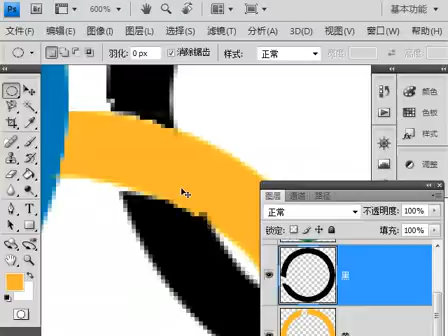 Ps Br 600% 基本功能
文件(F) 编辑(E) 图像(I) 图层(L) 选择(S) 滤镜(T) 分析(A) 3D(D) 视图(V) 窗口(W) 帮助(H)
羽化: 0 px 消除锯齿 样式: 正常
颜色
色板
样式
调整
图层 通道 路径
正常 不透明度: 100%
锁定: 填充: 100%
黑